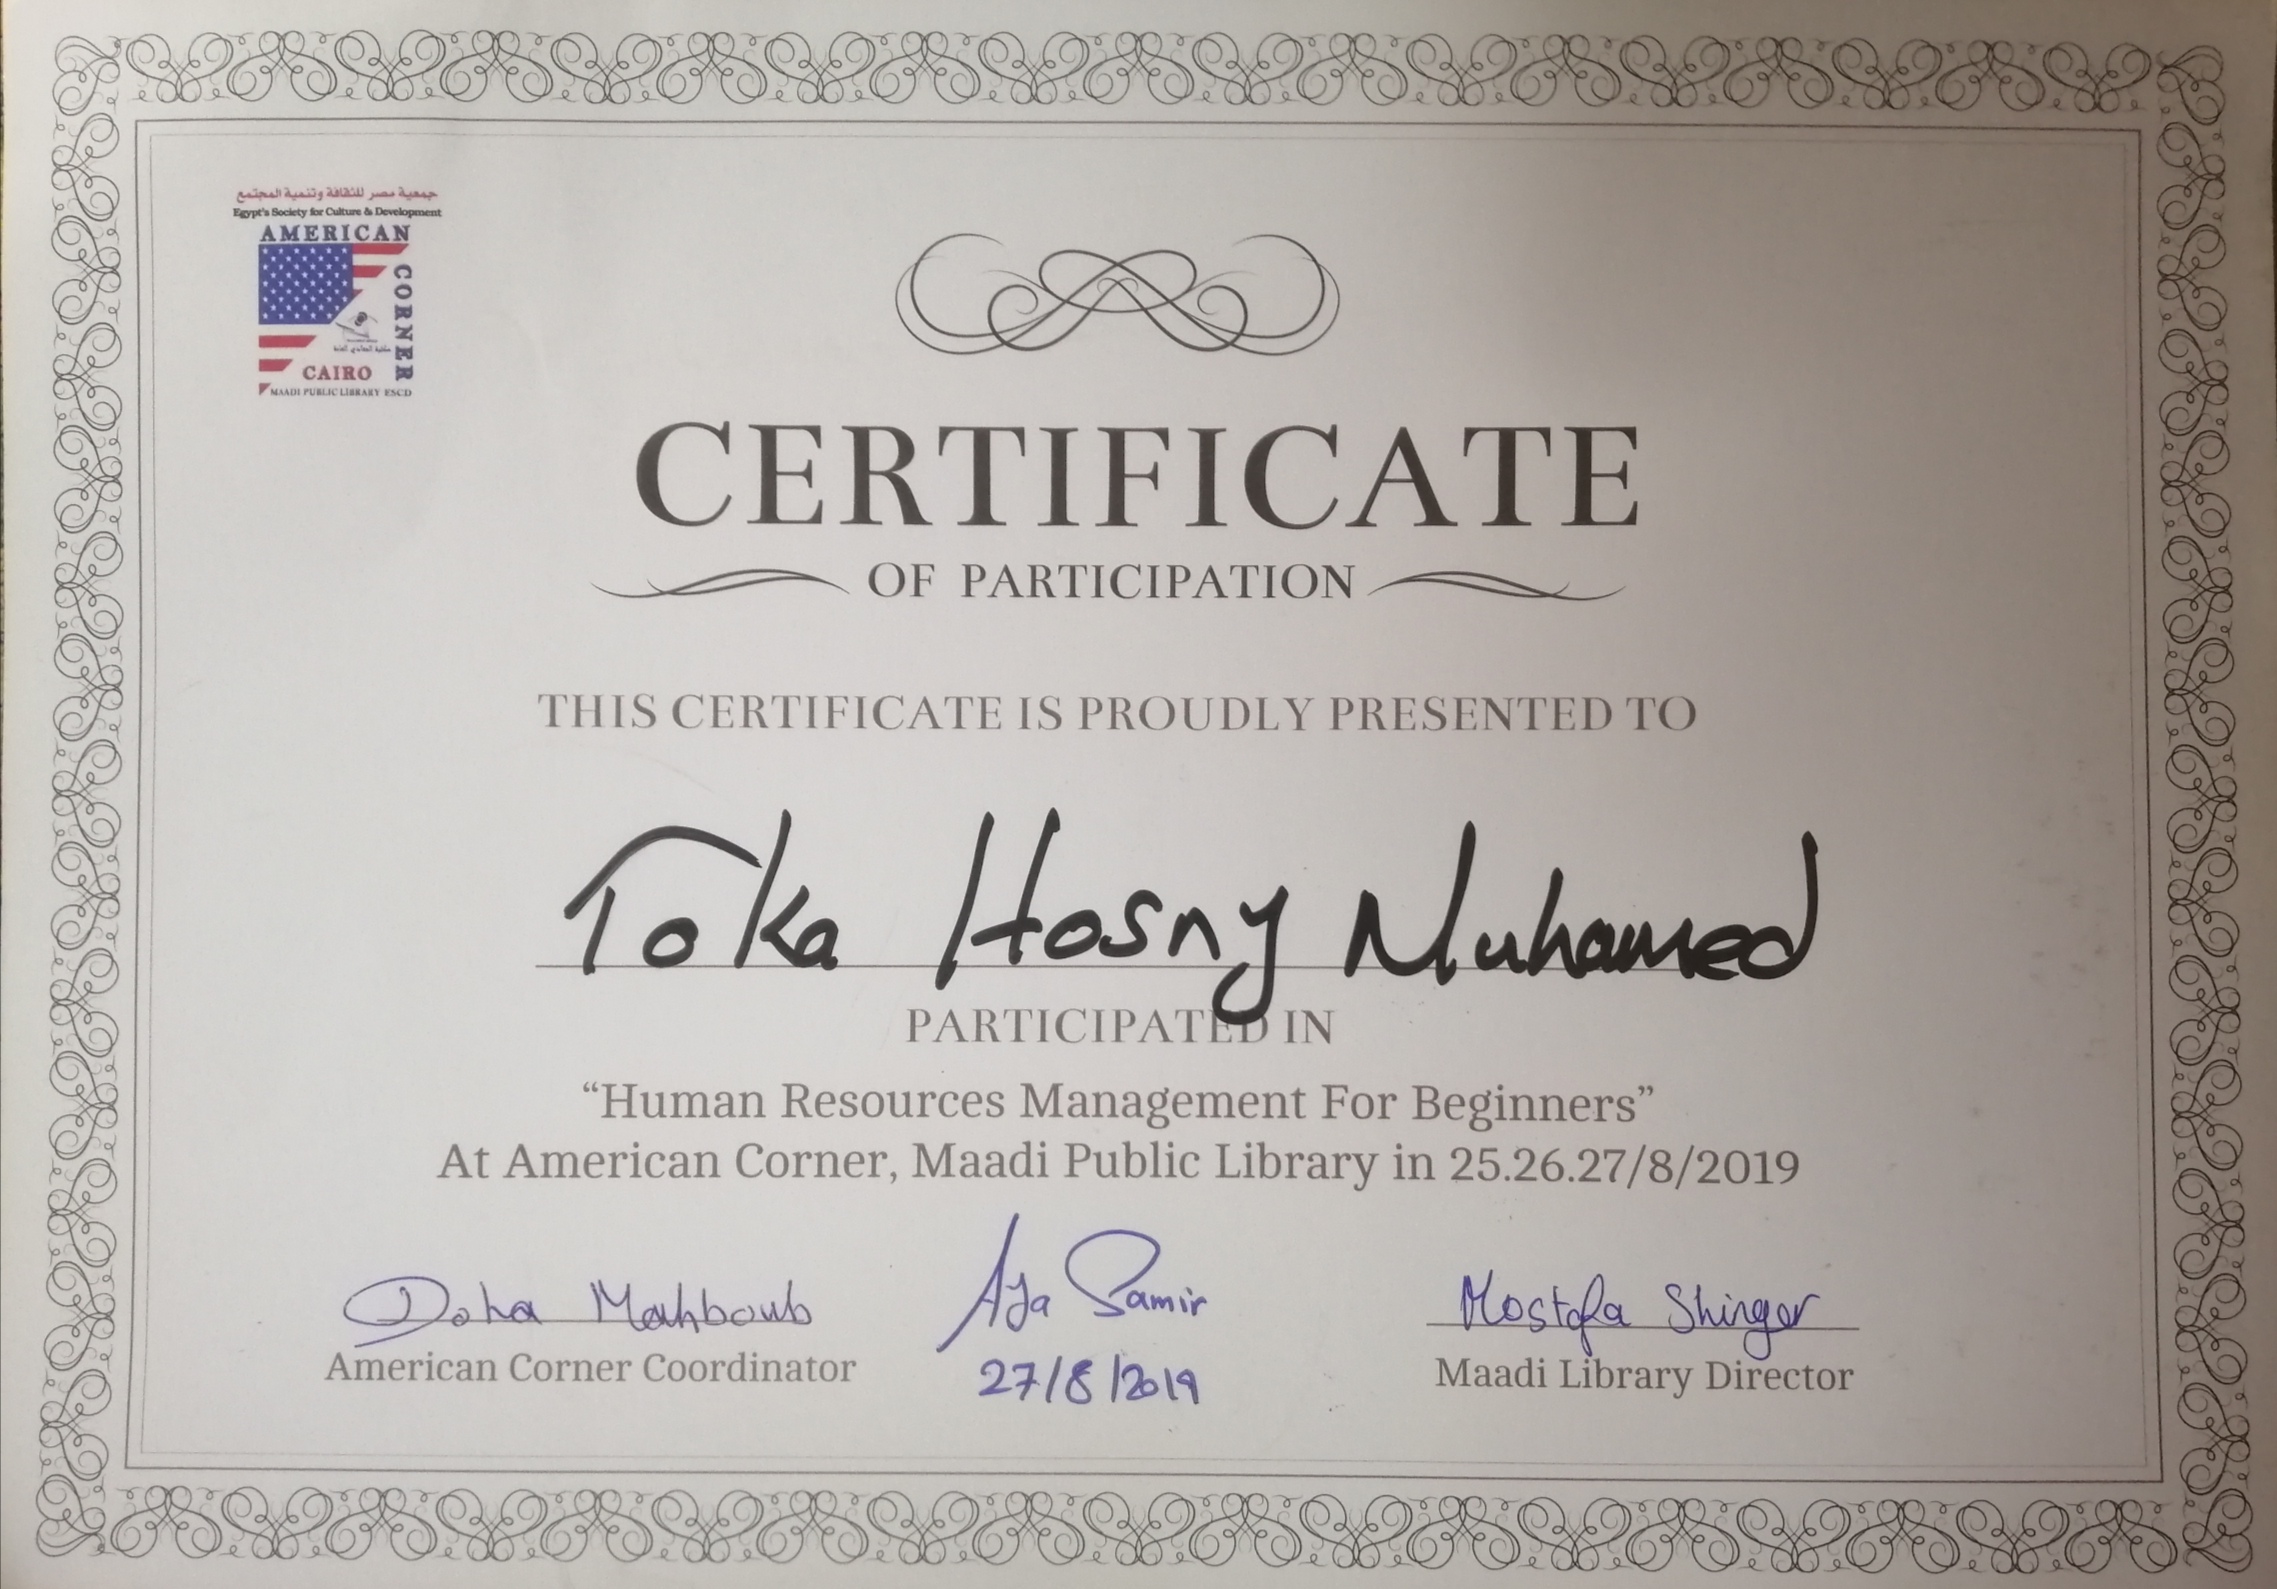 جمعية مصر للثقافة وتنمية المجتمع
Egypt's Society for Culture & Development
AMERICAN
CORNER
مكتبة المعادي العامة
CAIRO
MAADI PUBLIC LIBRARY ESCD
CERTIFICATE
OF PARTICIPATION
THIS CERTIFICATE IS PROUDLY PRESENTED TO
Toka Hosny Muhamed
PARTICIPATED IN
“Human Resources Management For Beginners”
At American Corner, Maadi Public Library in 25.26.27/8/2019
Doha Mahboub Aya Samir Mostafa Shinger
American Corner Coordinator 27/8/2019 Maadi Library Director